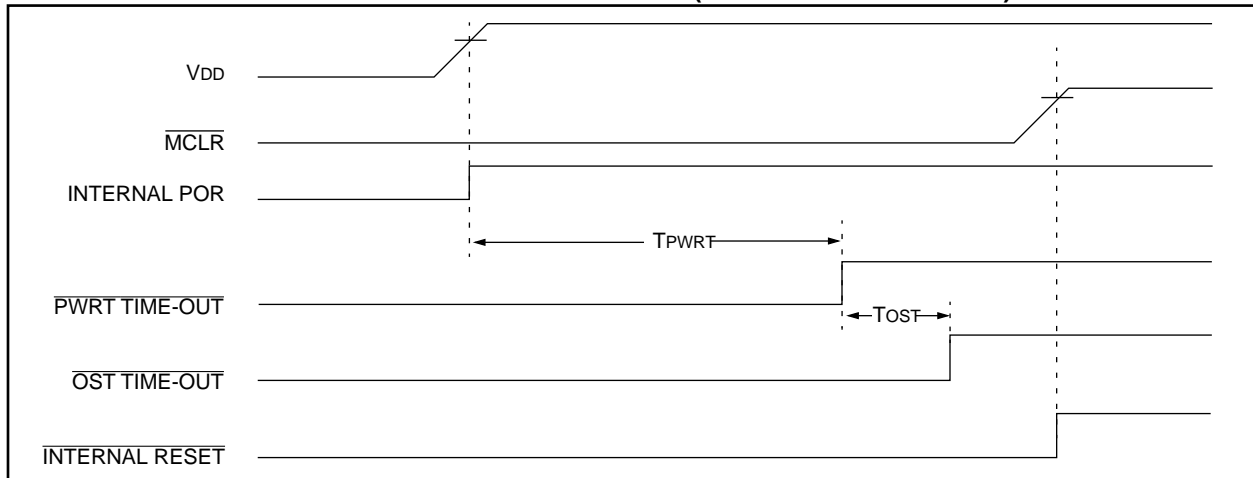 VDD
MCLR
INTERNAL POR
TPWRT
PWRT TIME-OUT
TOST
OST TIME-OUT
INTERNAL RESET